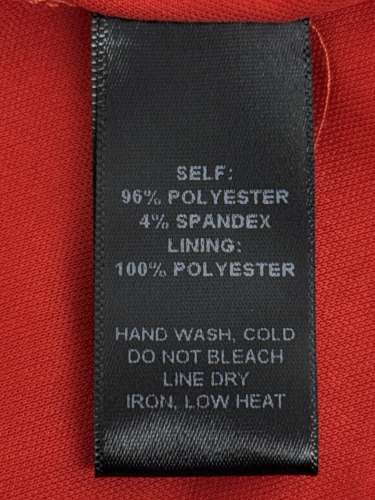 SELF:
96% POLYESTER
4% SPANDEX
LINING:
100% POLYESTER
HAND WASH, COLD
DO NOT BLEACH
LINE DRY
IRON, LOW HEAT